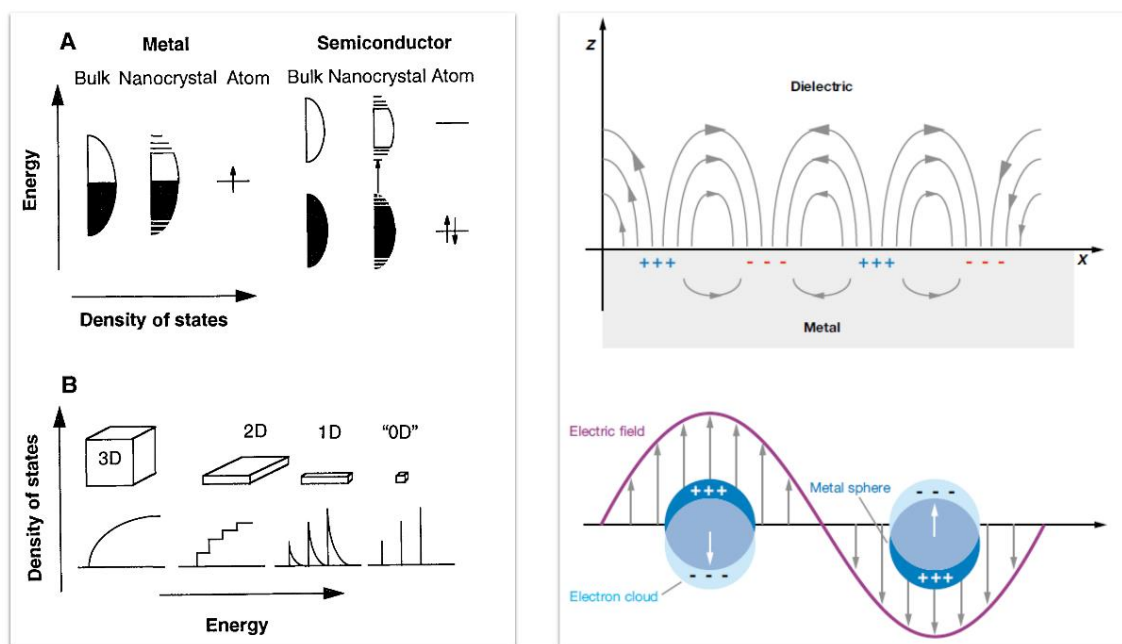 A
Metal
Semiconductor
Bulk Nanocrystal Atom
Bulk Nanocrystal Atom
Energy
Density of states
B
3D
2D
1D
"0D"
Density of states
Energy
z
Dielectric
+++
- - -
+++
- - -
x
Metal
Electric field
+++
- - -
Metal sphere
- - -
+++
Electron cloud